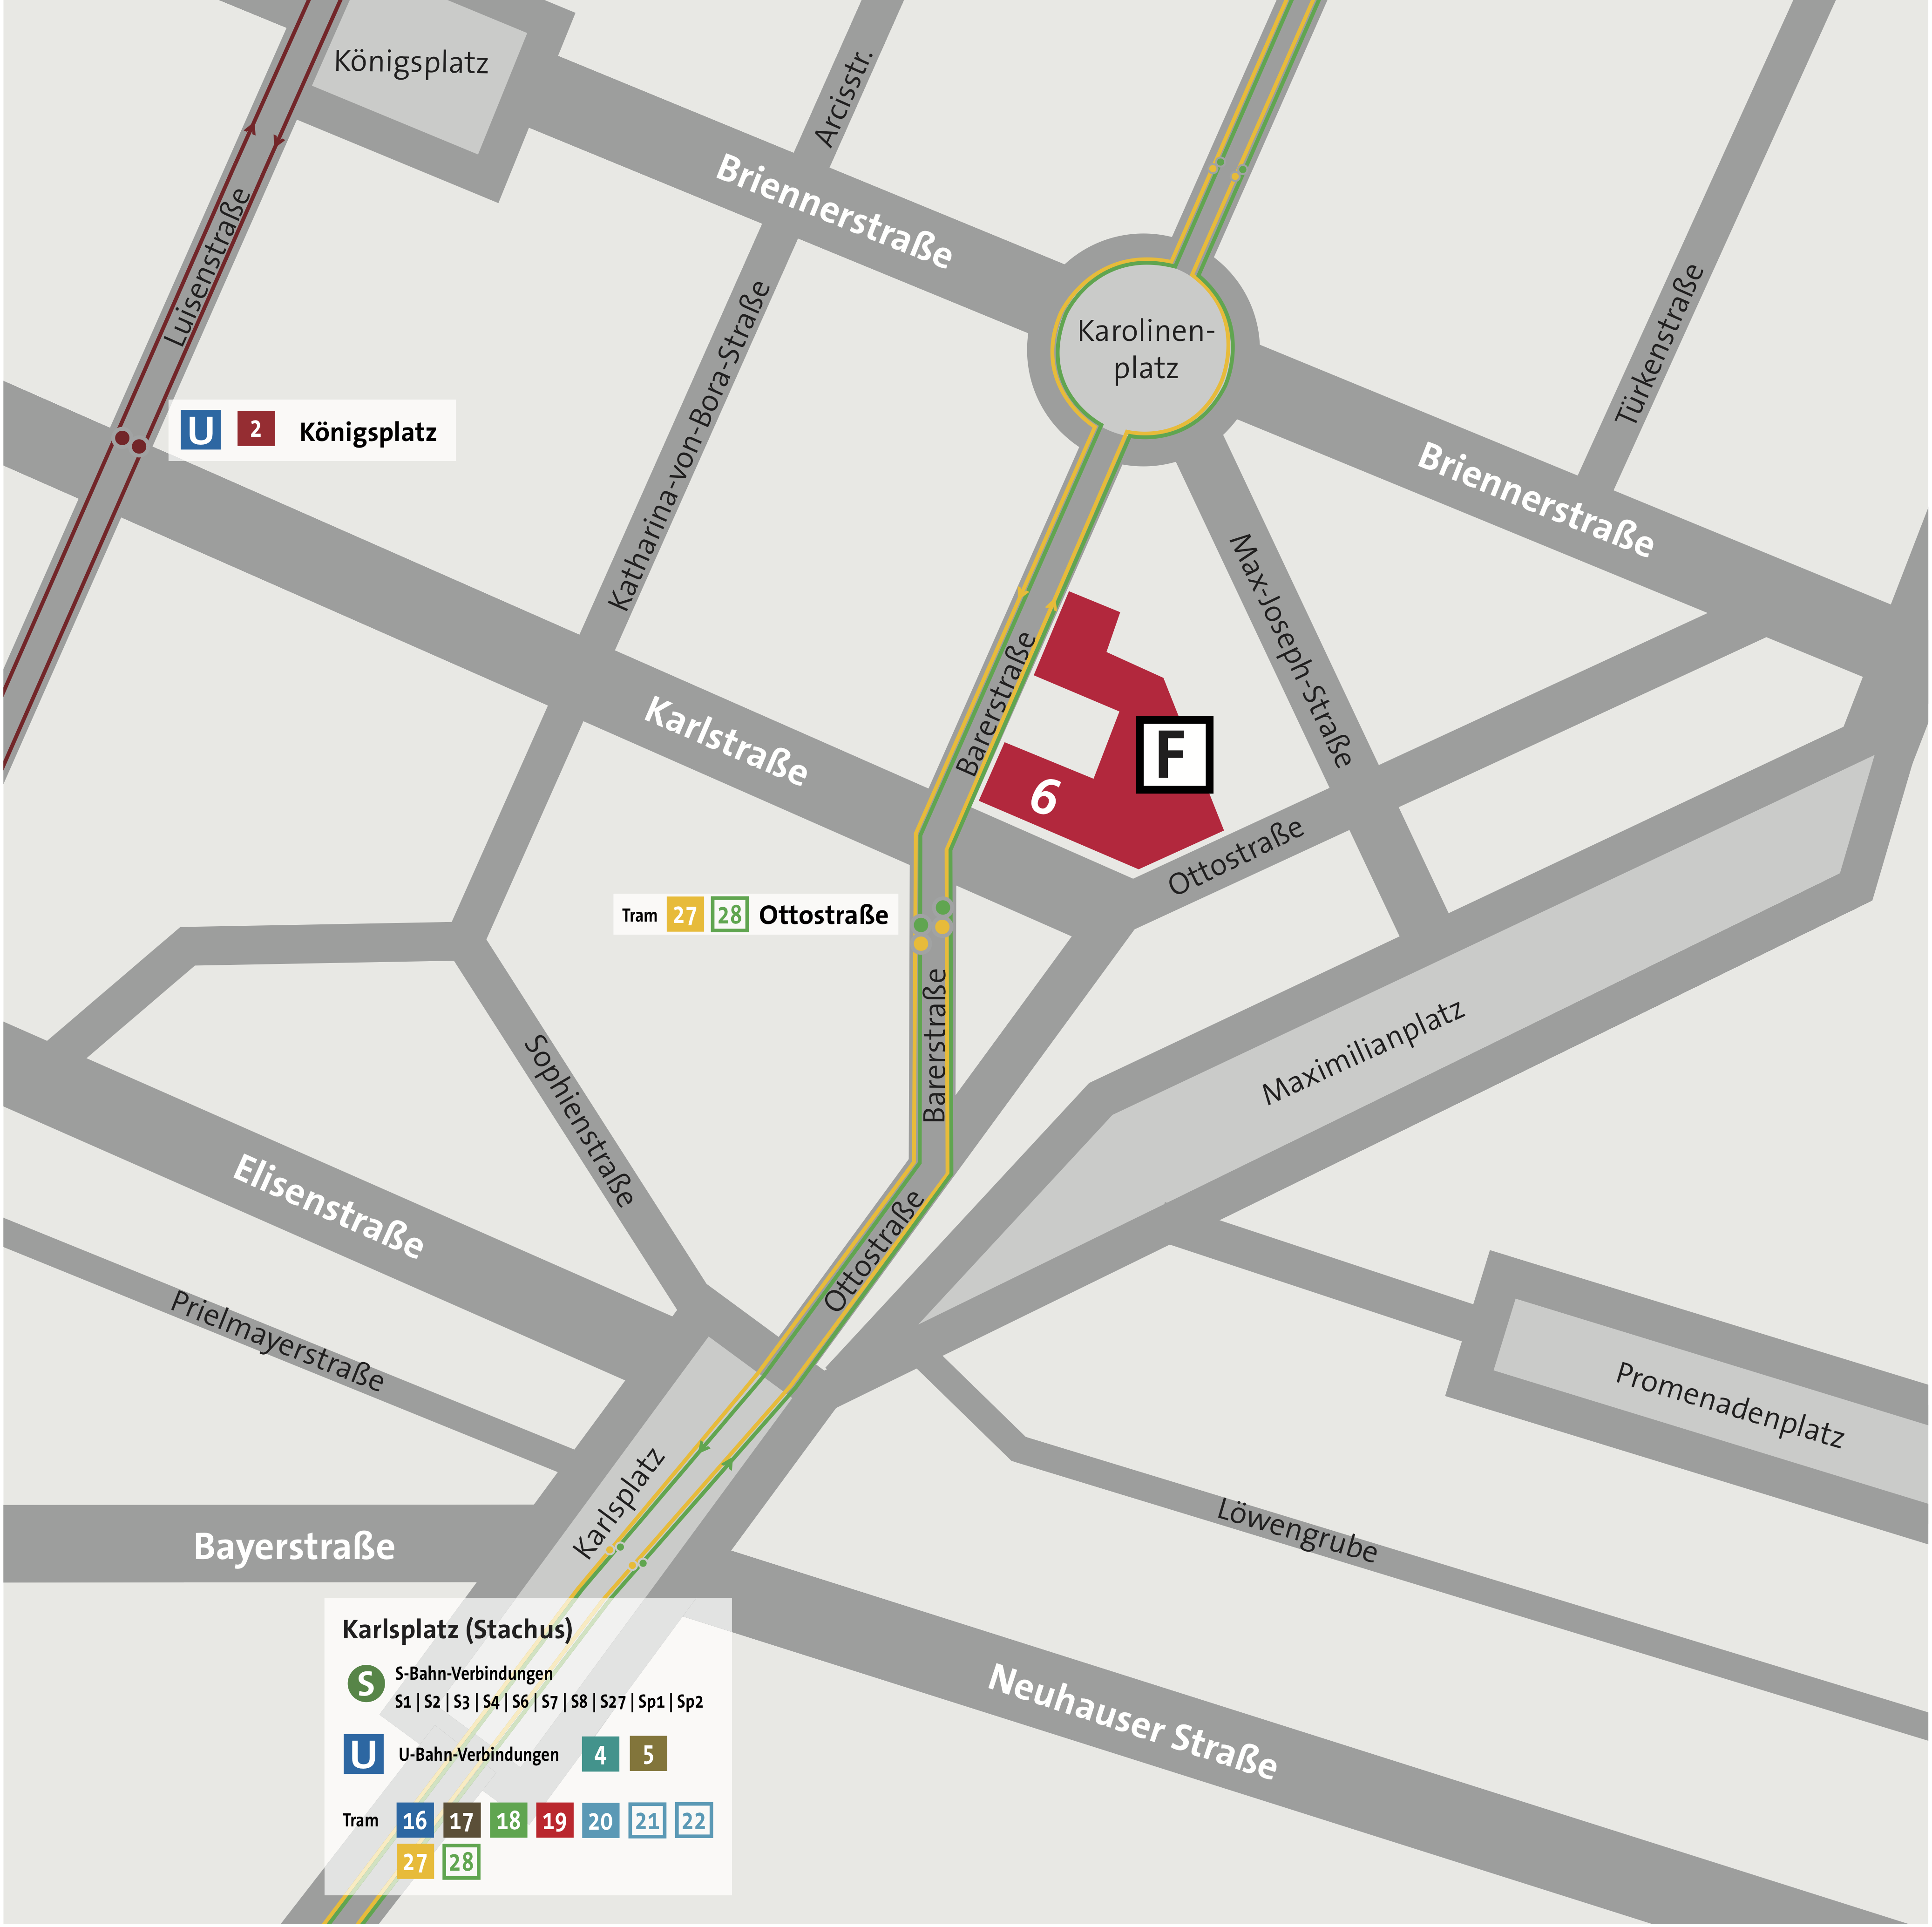 Königsplatz
Arcisstr.
Briennerstraße
Luisenstraße
Katharina-von-Bora-Straße
Karolinen-
platz
Türkenstraße
Briennerstraße
U 2 Königsplatz
Max-Joseph-Straße
Barerstraße
Karlstraße
F
6
Ottostraße
Tram 27 28 Ottostraße
Barerstraße
Maximilianplatz
Sophienstraße
Elisenstraße
Ottostraße
Prielmayerstraße
Promenadenplatz
Karlsplatz
Löwengrube
Bayerstraße
Neuhauser Straße
Karlsplatz (Stachus)
S S-Bahn-Verbindungen
S1 | S2 | S3 | S4 | S6 | S7 | S8 | S27 | Sp1 | Sp2
U U-Bahn-Verbindungen 4 5
Tram 16 17 18 19 20 21 22
27 28